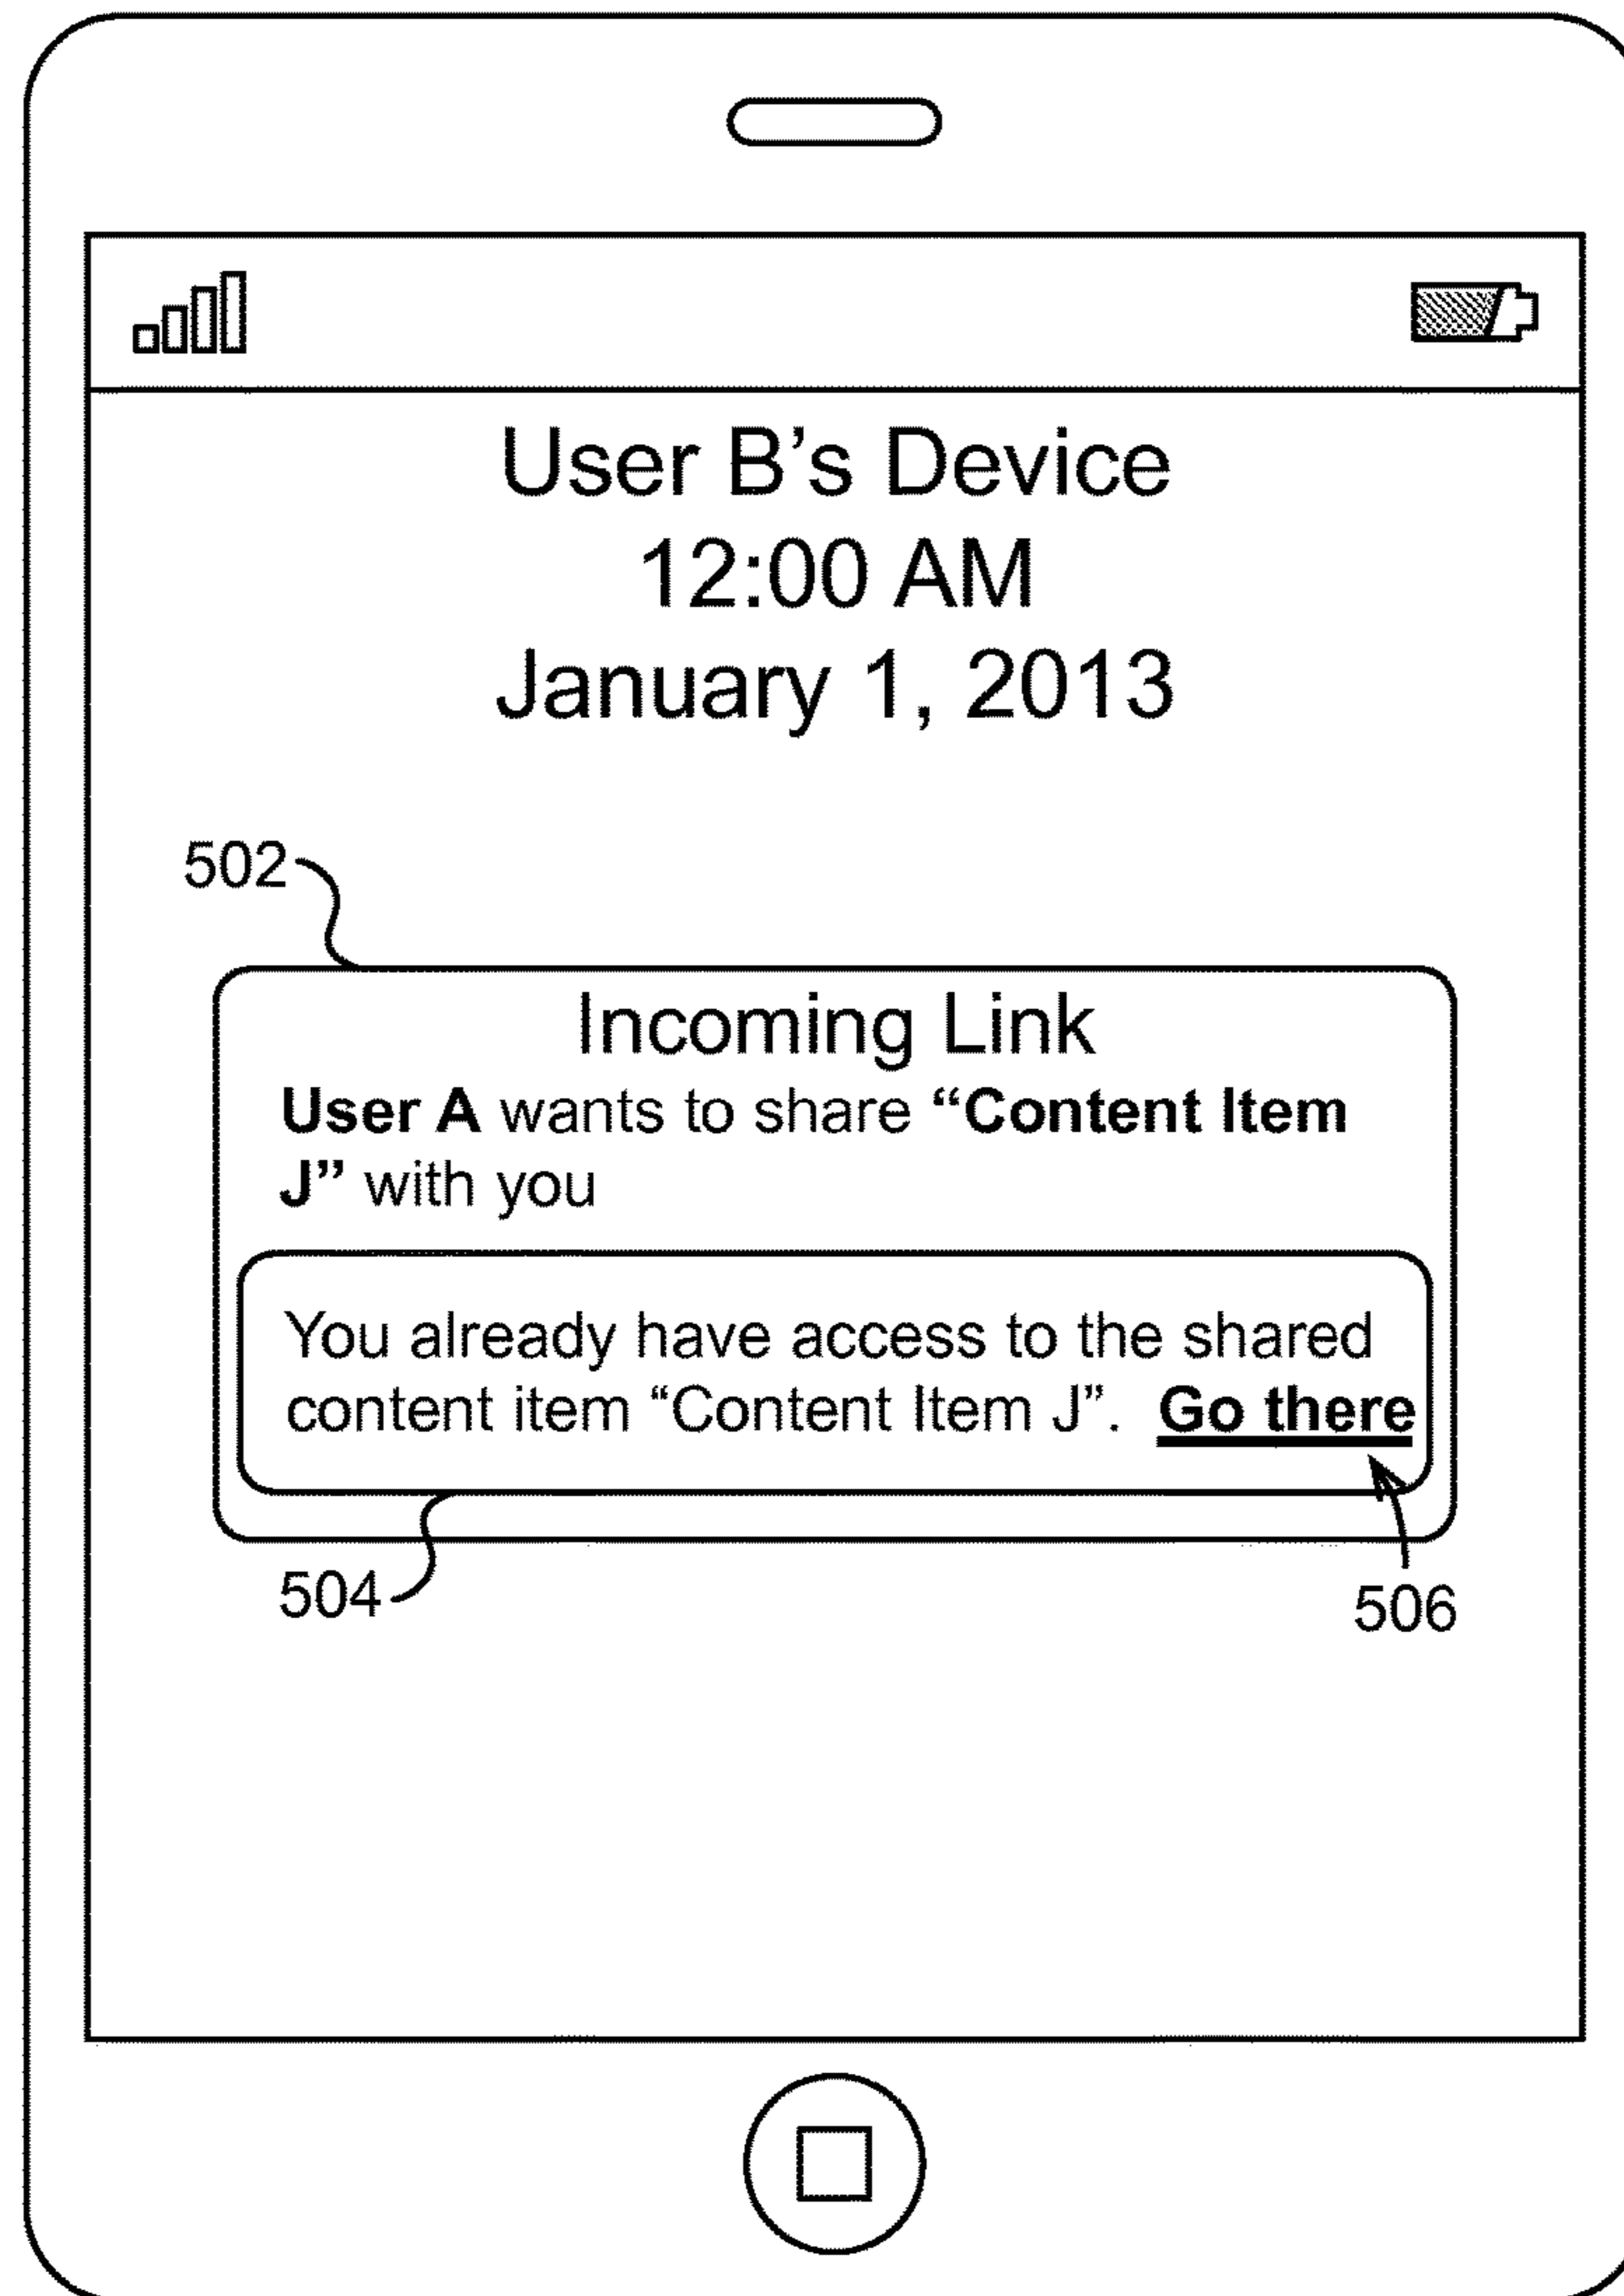 User B’s Device
12:00 AM
January 1, 2013
502
Incoming Link
User A wants to share “Content Item
J” with you
You already have access to the shared
content item “Content Item J”. Go there
504
506